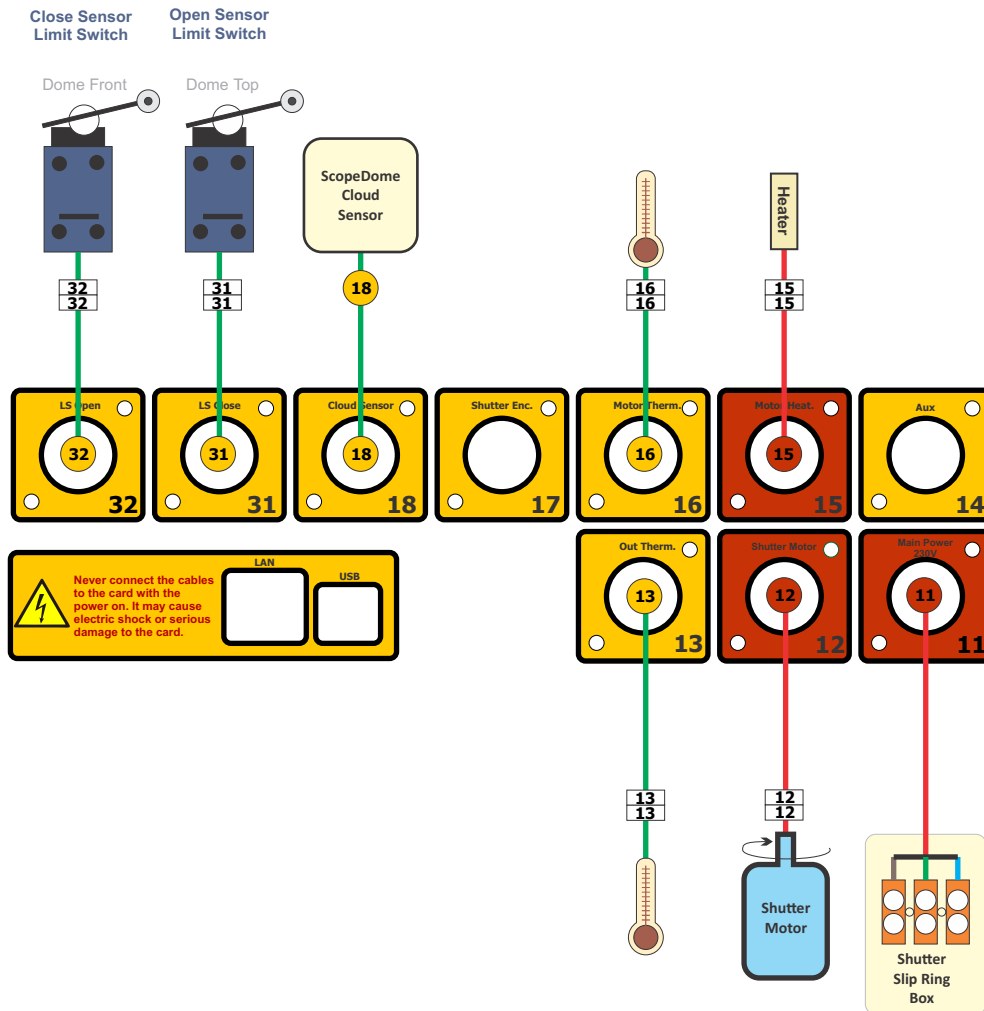 Close Sensor
Limit Switch
Open Sensor
Limit Switch
Dome Front
Dome Top
ScopeDome
Cloud
Sensor
Heater
32
32
31
31
18
16
16
15
15
LS Open
32
32
LS Close
31
31
Cloud Sensor
18
18
Shutter Enc.
17
Motor Therm.
16
16
Motor Heat.
15
15
Aux
14
Never connect the cables
to the card with the
power on. It may cause
electric shock or serious
damage to the card.
LAN
USB
Out Therm.
13
13
Shutter Motor
12
12
Main Power
230V
11
11
13
13
12
12
Shutter
Motor
Shutter
Slip Ring
Box